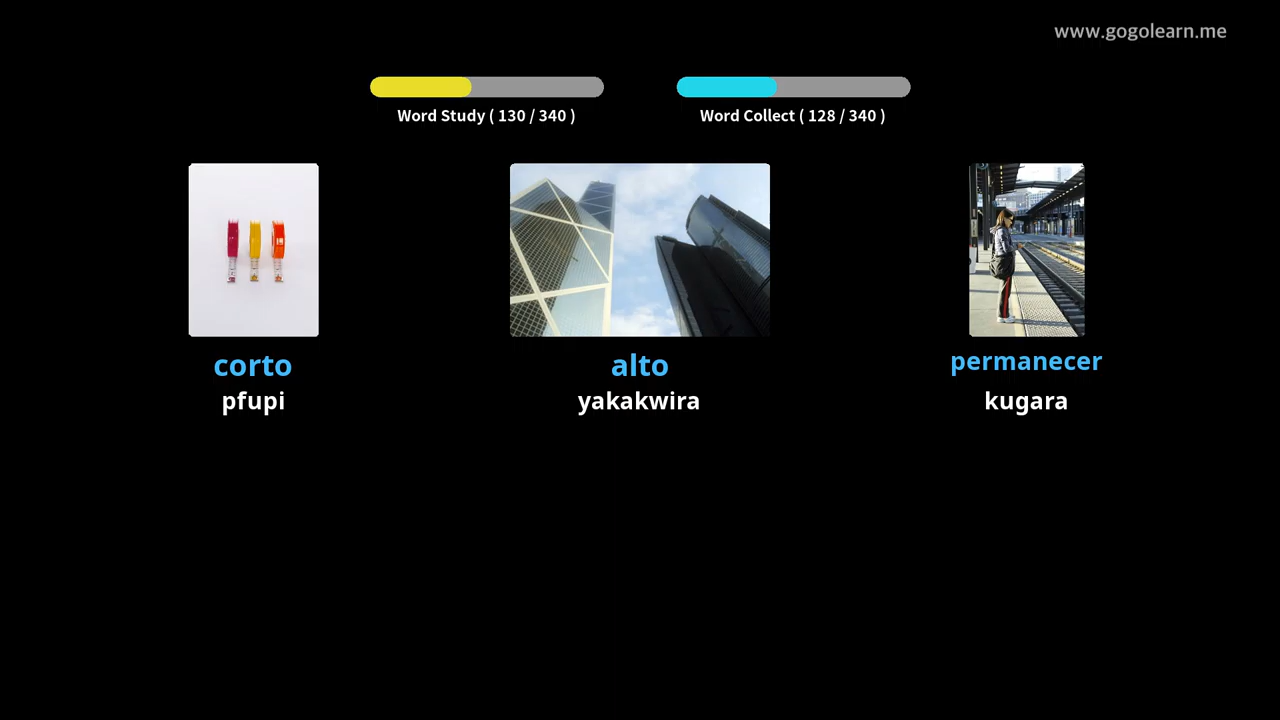 www.gogolearn.me
Word Study ( 130 / 340 )
Word Collect ( 128 / 340 )
corto
pfupi
alto
yakakwira
permanecer
kugara